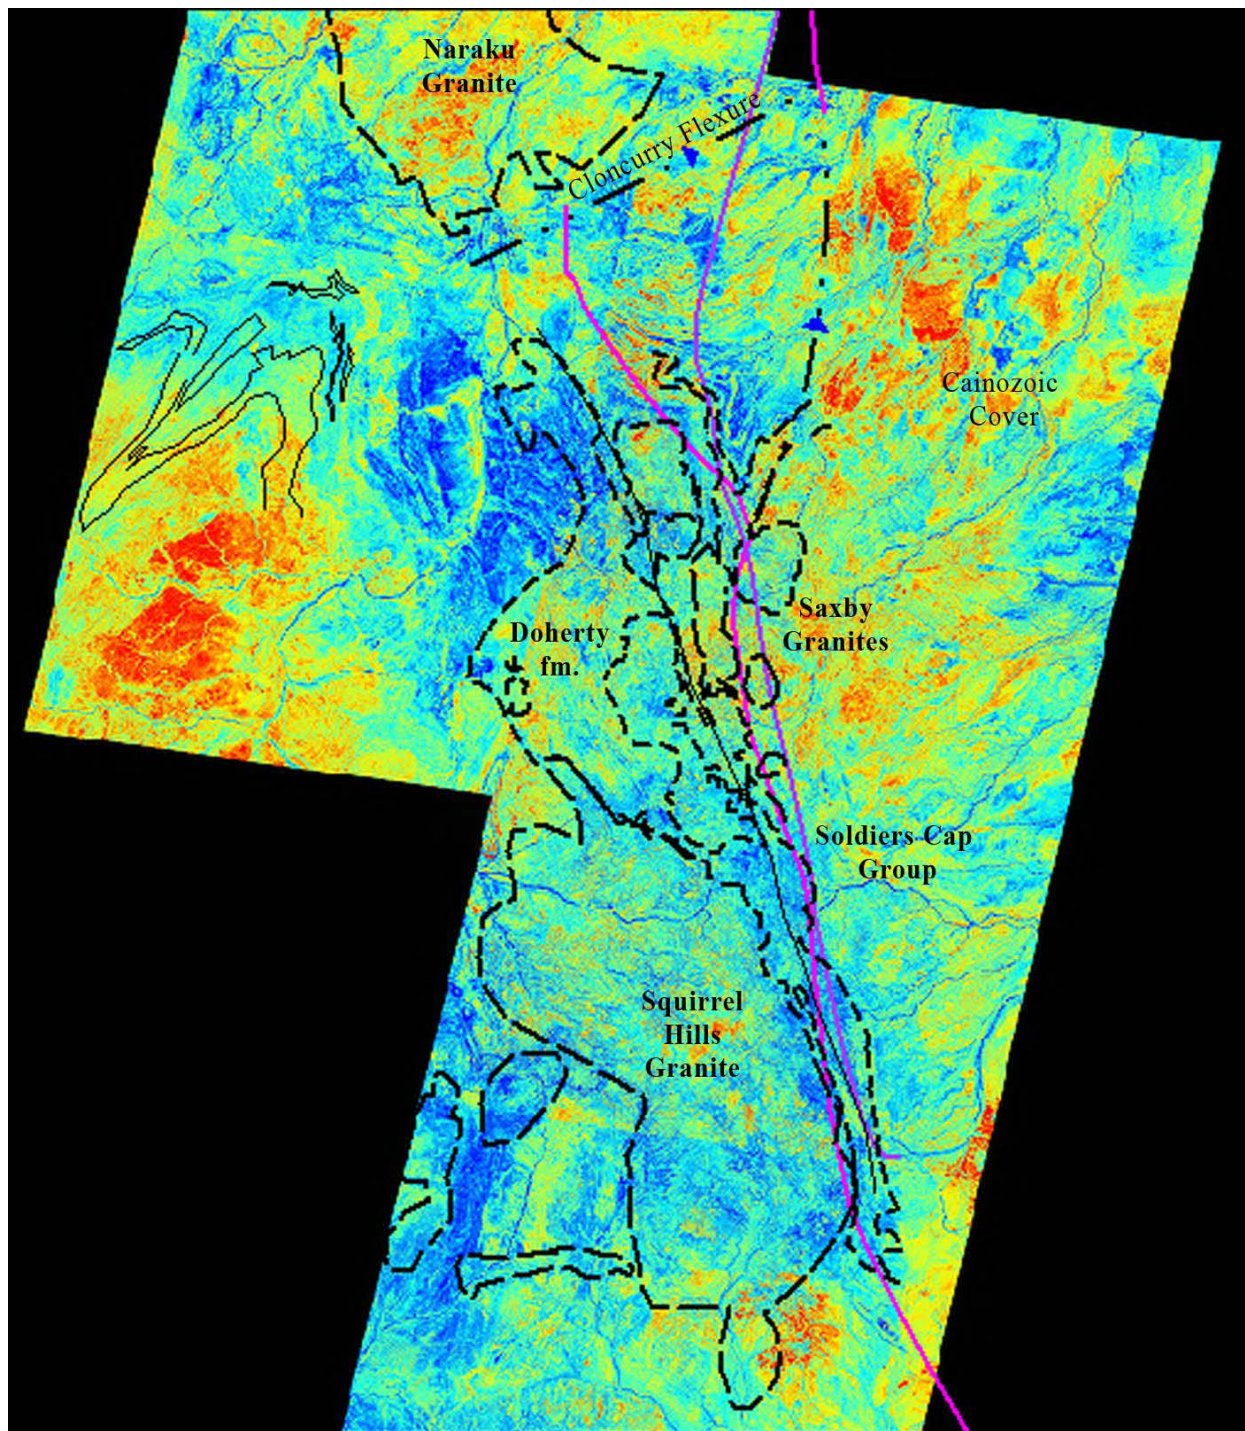 Naraku
Granite
Cloncurry Flexure
Cainozoic
Cover
Saxby
Granites
Doherty
fm.
Soldiers Cap
Group
Squirrel
Hills
Granite